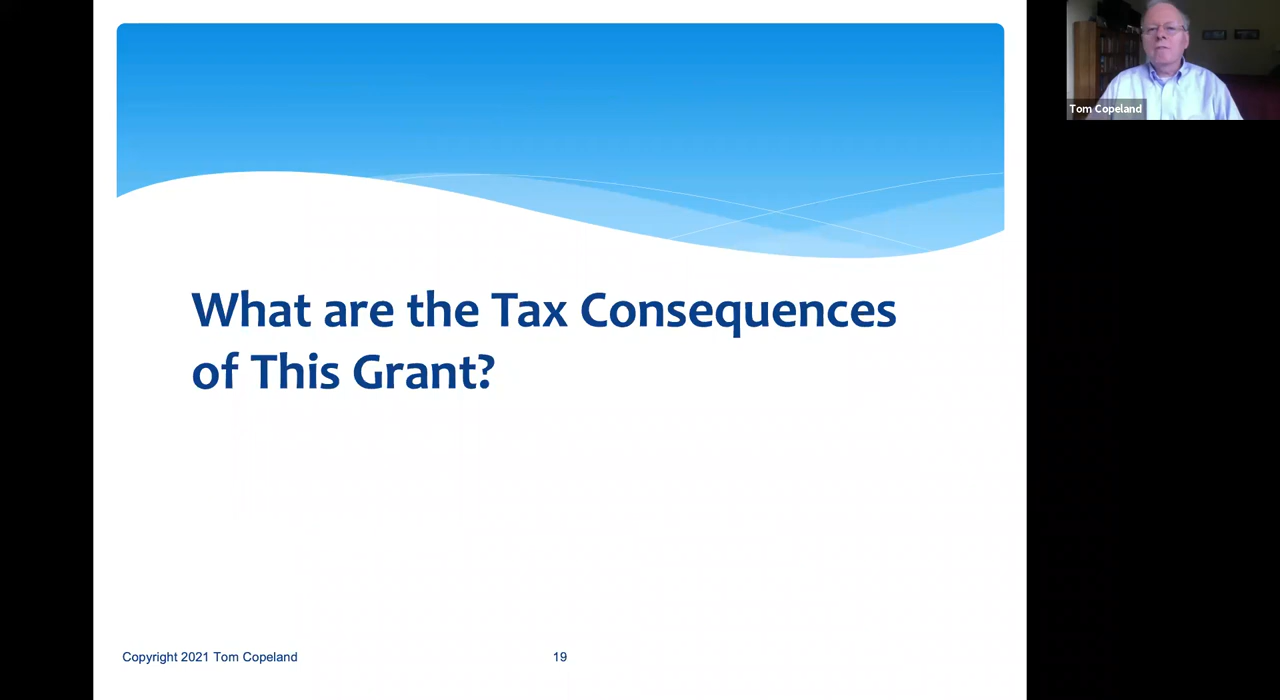 Tom Copeland
What are the Tax Consequences
of This Grant?
Copyright 2021 Tom Copeland
19